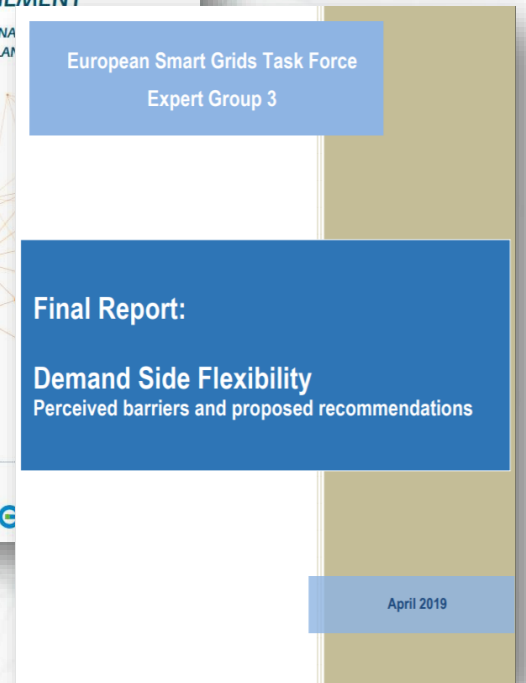 European Smart Grids Task Force
Expert Group 3
Final Report:
Demand Side Flexibility
Perceived barriers and proposed recommendations
April 2019